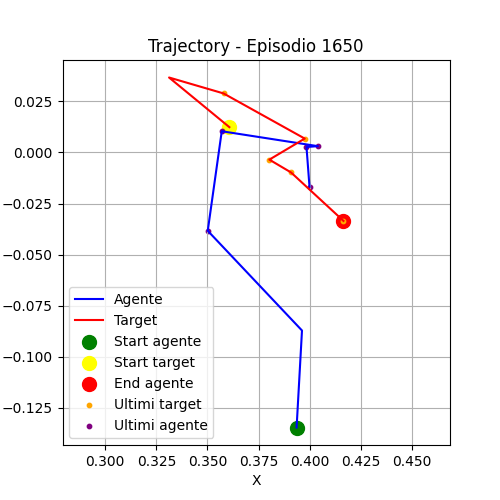 Trajectory - Episodio 1650
0.025
0.000
−0.025
−0.050
−0.075
−0.100
−0.125
Agente
Target
Start agente
Start target
End agente
Ultimi target
Ultimi agente
0.300 0.325 0.350 0.375 0.400 0.425 0.450
X